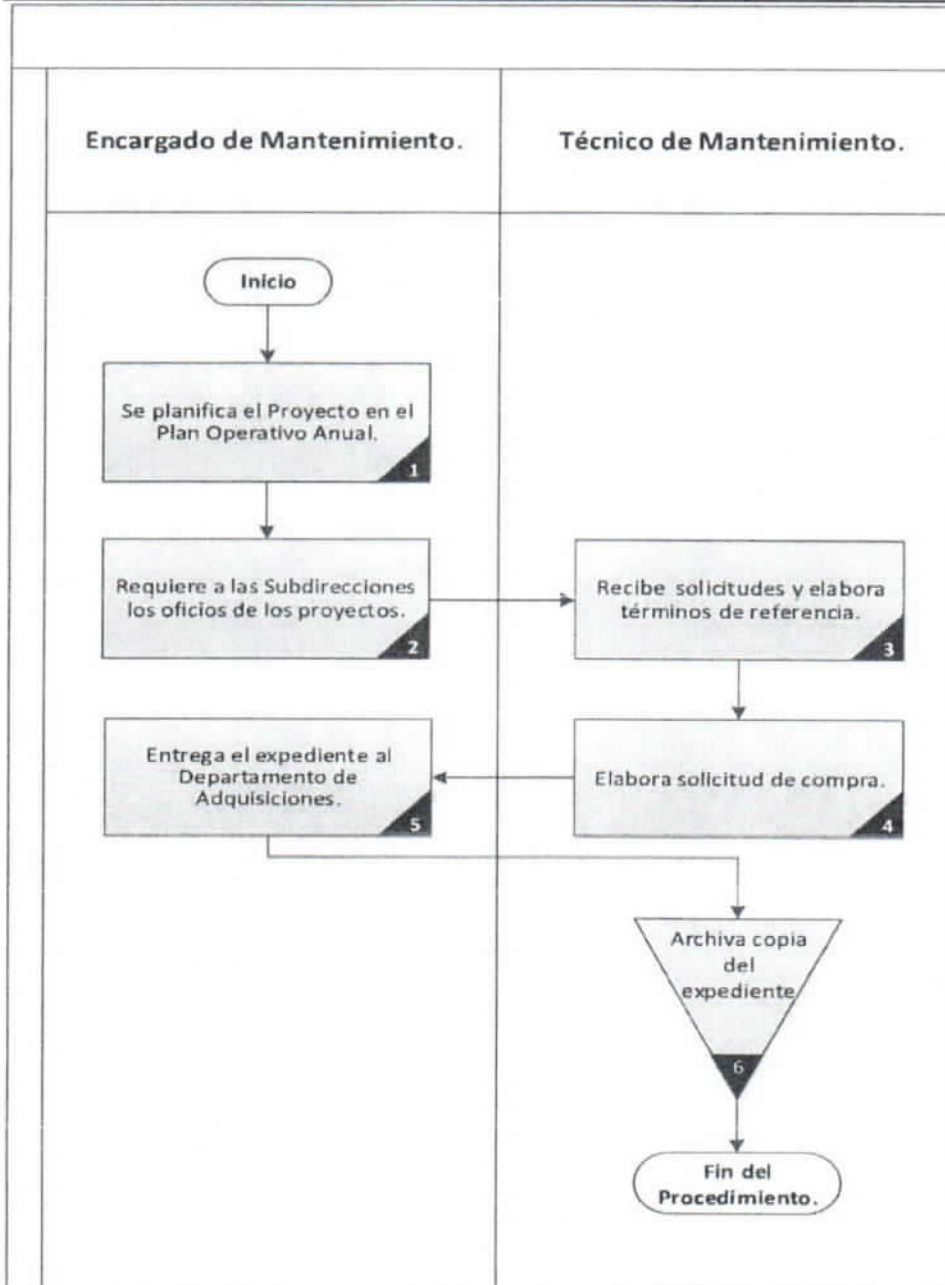 Encargado de Mantenimiento.
Técnico de Mantenimiento.
Inicio
Se planifica el Proyecto en el
Plan Operativo Anual.
1
Requiere a las Subdirecciones
los oficios de los proyectos.
2
Recibe solicitudes y elabora
términos de referencia.
3
Elabora solicitud de compra.
4
Entrega el expediente al
Departamento de
Adquisiciones.
5
Archiva copia
del
expediente
6
Fin del
Procedimiento.